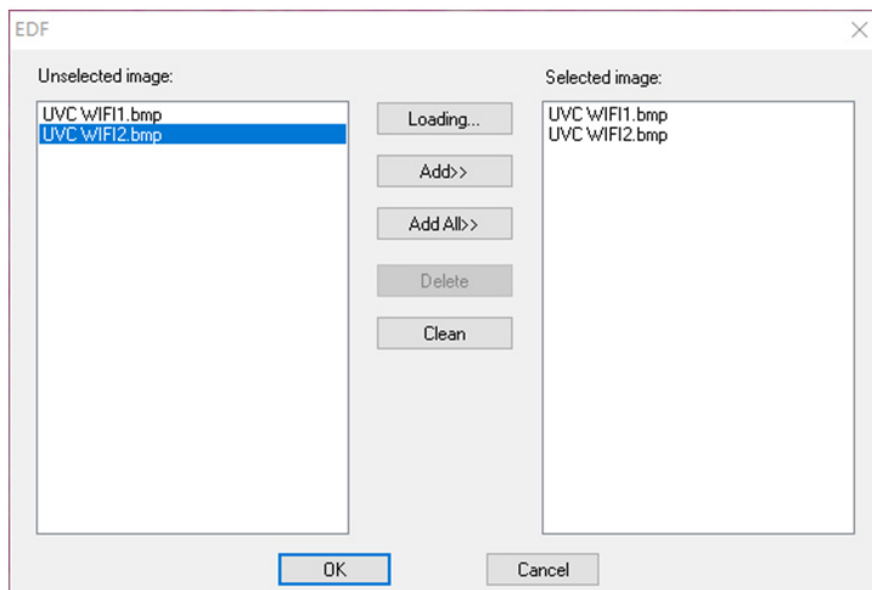 EDF
Unselected image:
UVC WIFI1.bmp
UVC WIFI2.bmp
Loading...
Add>>
Add All>>
Delete
Clean
Selected image:
UVC WIFI1.bmp
UVC WIFI2.bmp
OK
Cancel